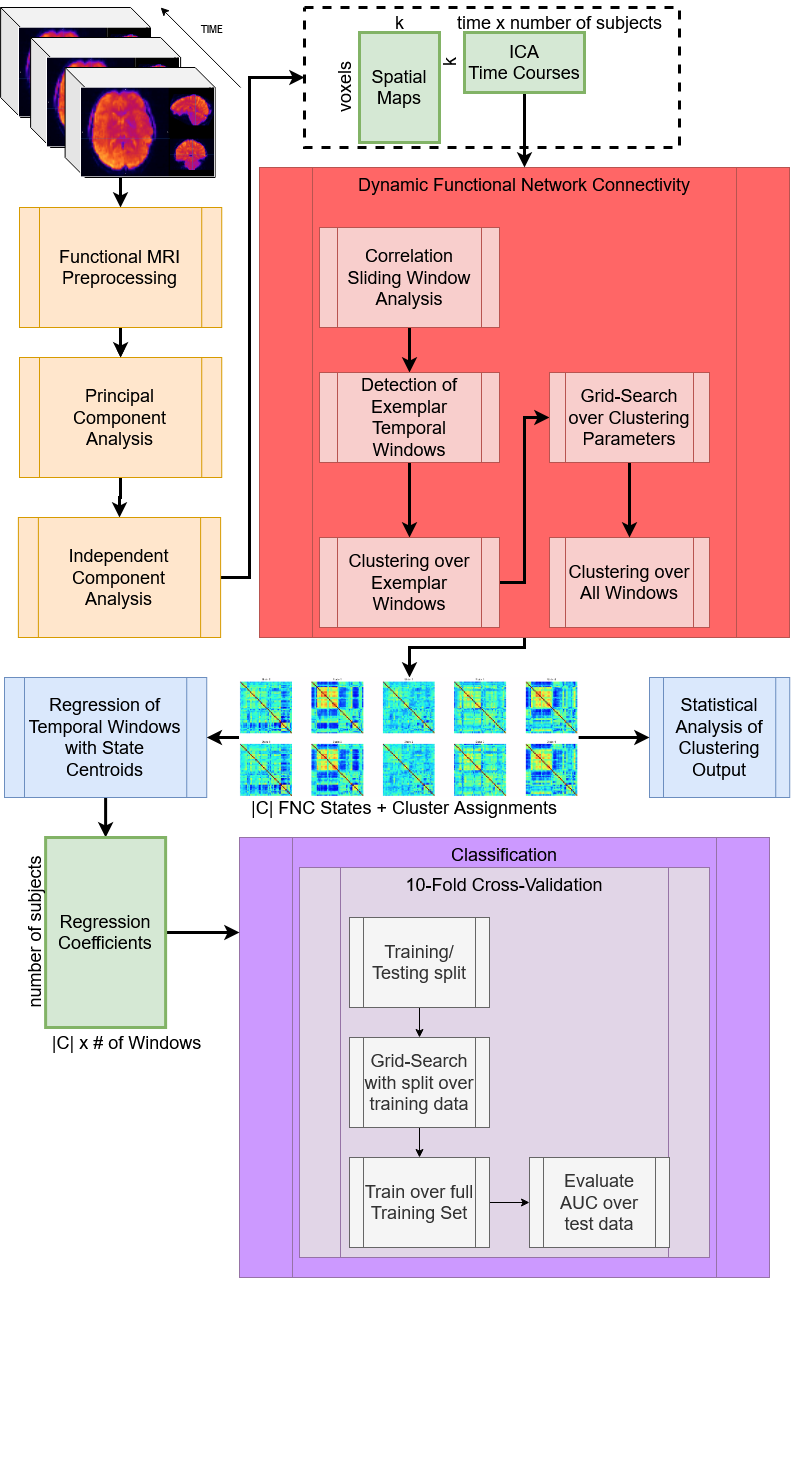 TIME
k
time x number of subjects
voxels
Spatial
Maps
k
ICA
Time Courses
Functional MRI
Preprocessing
Principal
Component
Analysis
Independent
Component
Analysis
Dynamic Functional Network Connectivity
Correlation
Sliding Window
Analysis
Detection of
Exemplar
Temporal
Windows
Clustering over
Exemplar
Windows
Grid-Search
over Clustering
Parameters
Clustering over
All Windows
Regression of
Temporal Windows
with State
Centroids
|C| FNC States + Cluster Assignments
Statistical
Analysis of
Clustering
Output
number of subjects
Regression
Coefficients
|C| x # of Windows
Classification
10-Fold Cross-Validation
Training/
Testing split
Grid-Search
with split over
training data
Train over full
Training Set
Evaluate
AUC over
test data